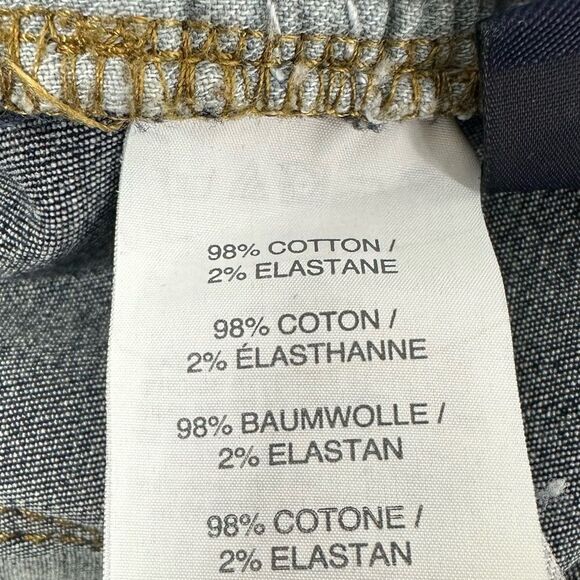 98% COTTON /
2% ELASTANE
98% COTON /
2% ÉLASTHANNE
98% BAUMWOLLE /
2% ELASTAN
98% COTONE /
2% ELASTAN